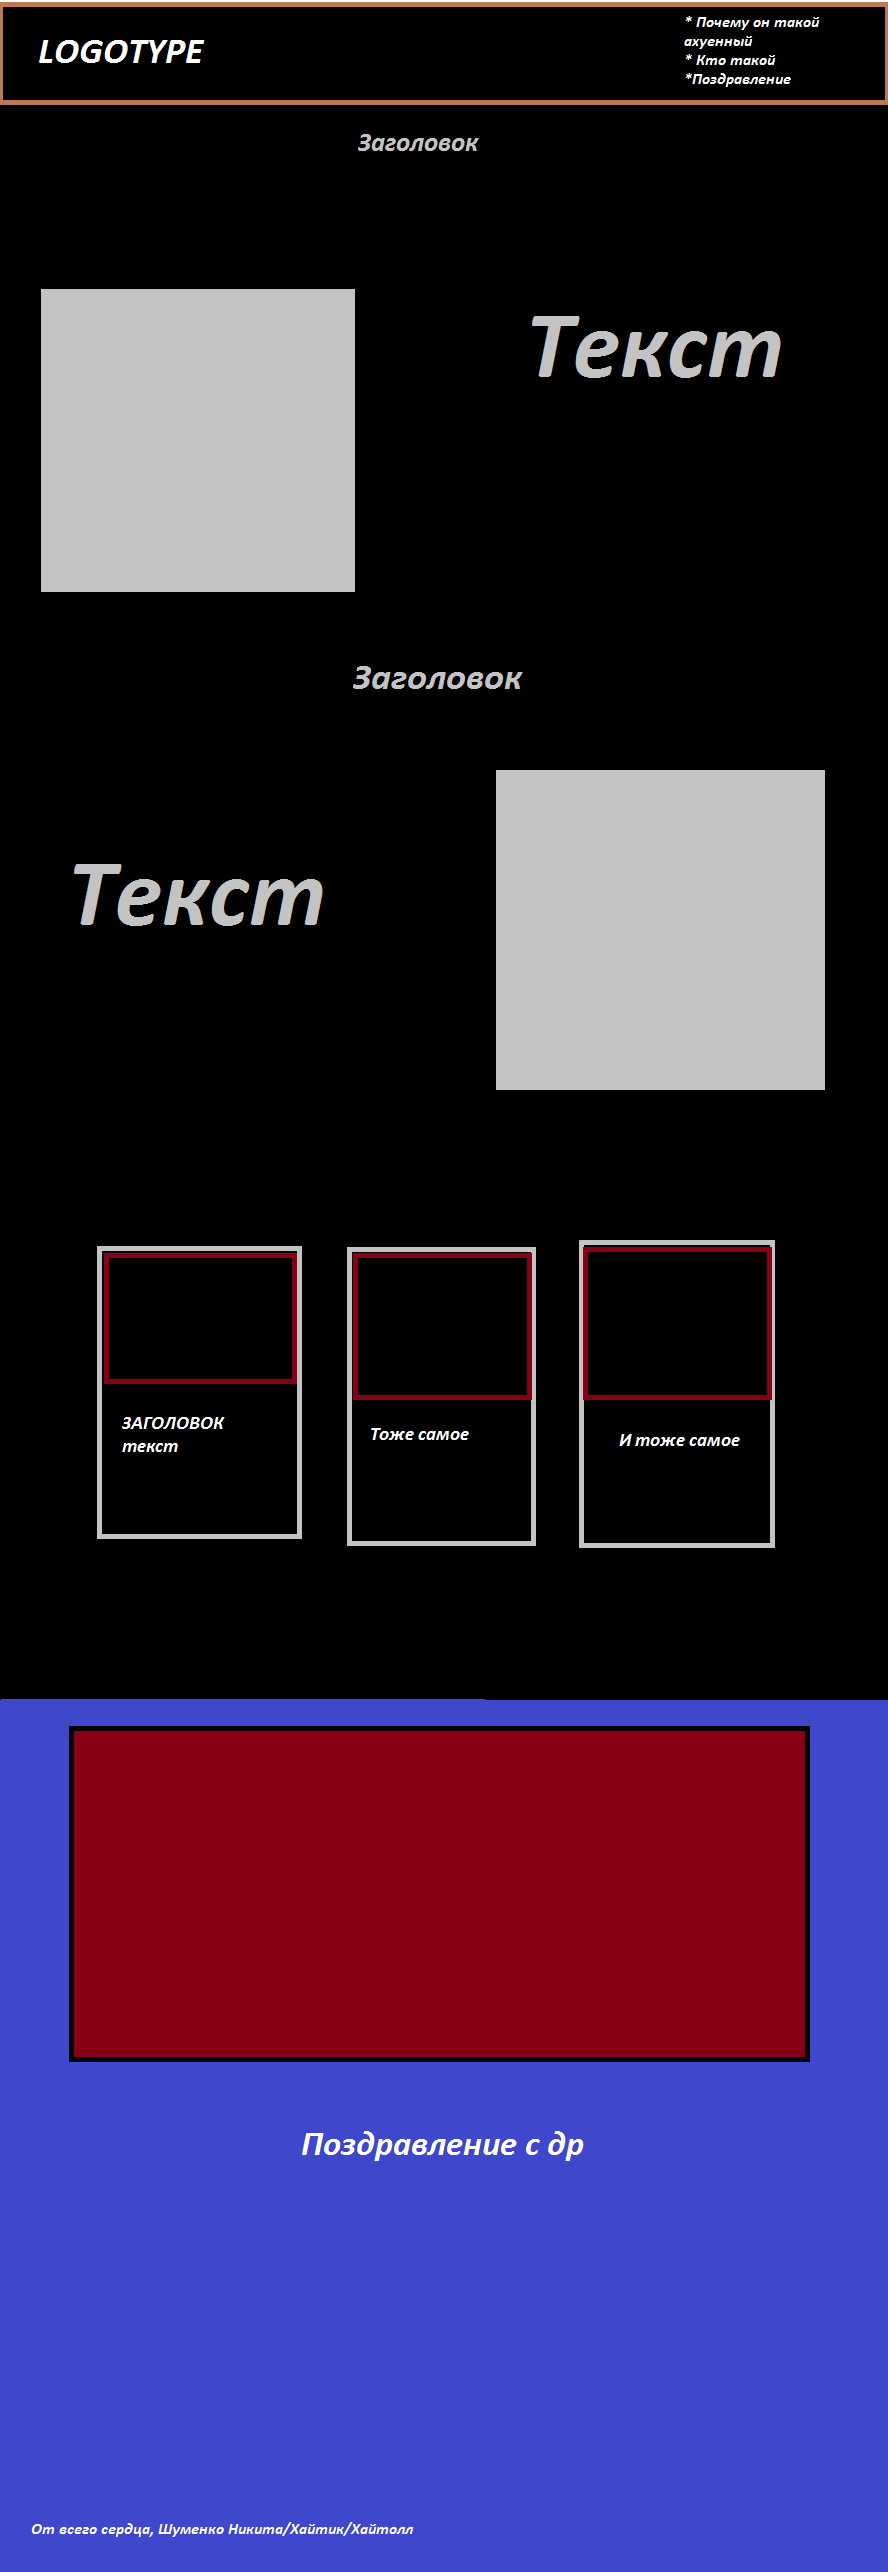 LOGOTYPE
* Почему он такой
ахуенный
* Кто такой
*Поздравление
Заголовок
Текст
Заголовок
Текст
ЗАГОЛОВОК
текст
Тоже самое
И тоже самое
Поздравление с др
От всего сердца, Шуменко Никита/Хайтик/Хайтолл